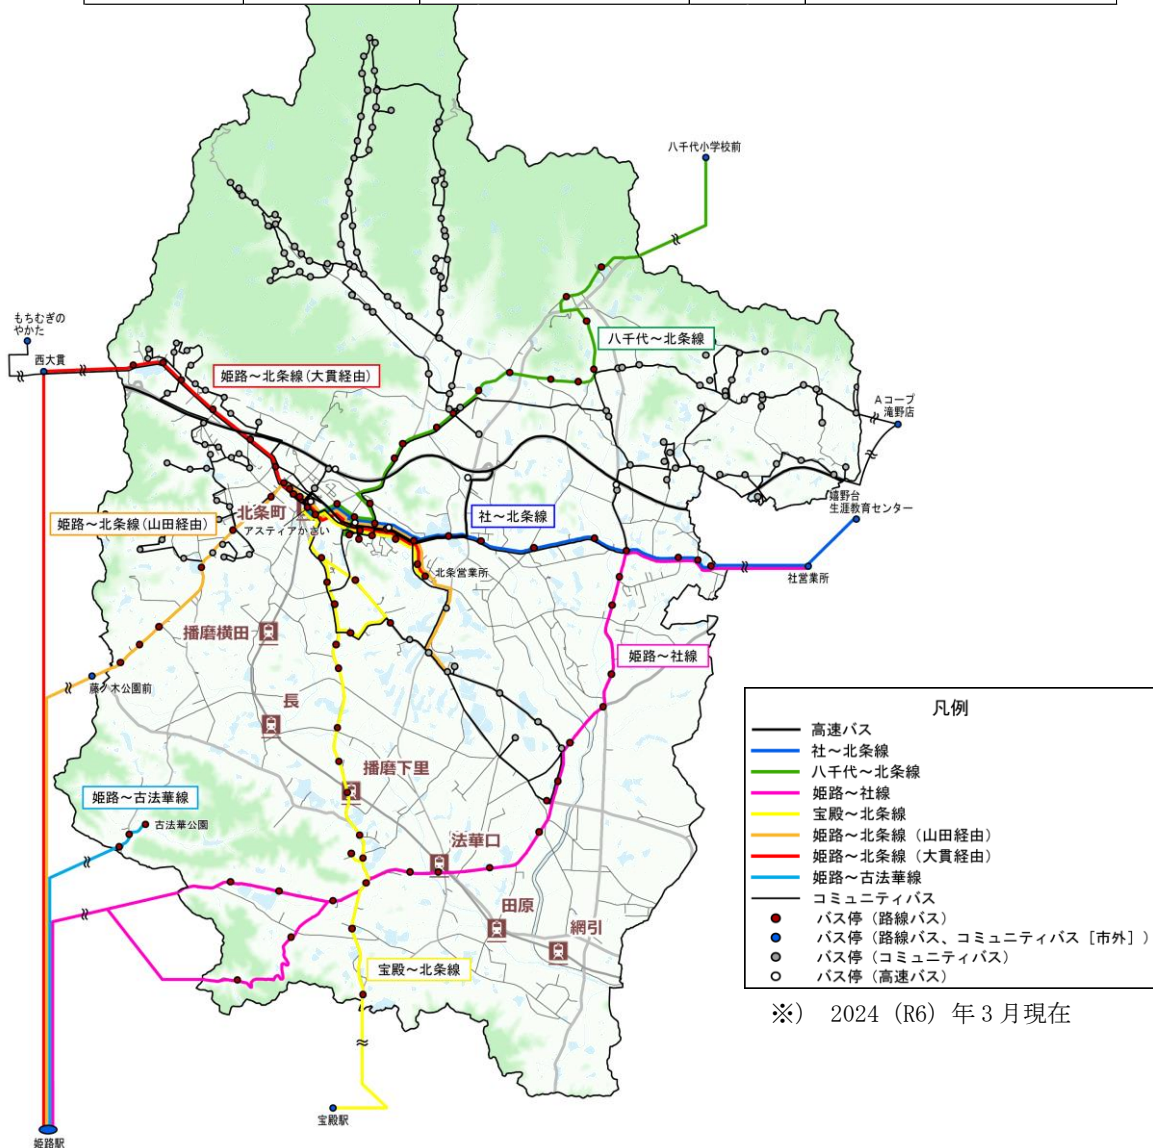 八千代小学校前
もちむぎの
やかた
西大貫
八千代～北条線
姫路～北条線(大貫経由)
Aコープ
滝野店
嬉野台
生涯教育センター
北条町
社～北条線
姫路～北条線(山田経由)
アスティアかさい
北条営業所
社営業所
播磨横田
姫路～社線
藤ノ木公園前
長
播磨下里
姫路～古法華線
古法華公園
法華口
田原
網引
宝殿～北条線
宝殿駅
姫路駅
凡例
高速バス
社～北条線
八千代～北条線
姫路～社線
宝殿～北条線
姫路～北条線（山田経由）
姫路～北条線（大貫経由）
姫路～古法華線
コミュニティバス
バス停（路線バス）
バス停（路線バス、コミュニティバス［市外］）
バス停（コミュニティバス）
バス停（高速バス）
※） 2024（R6）年3月現在